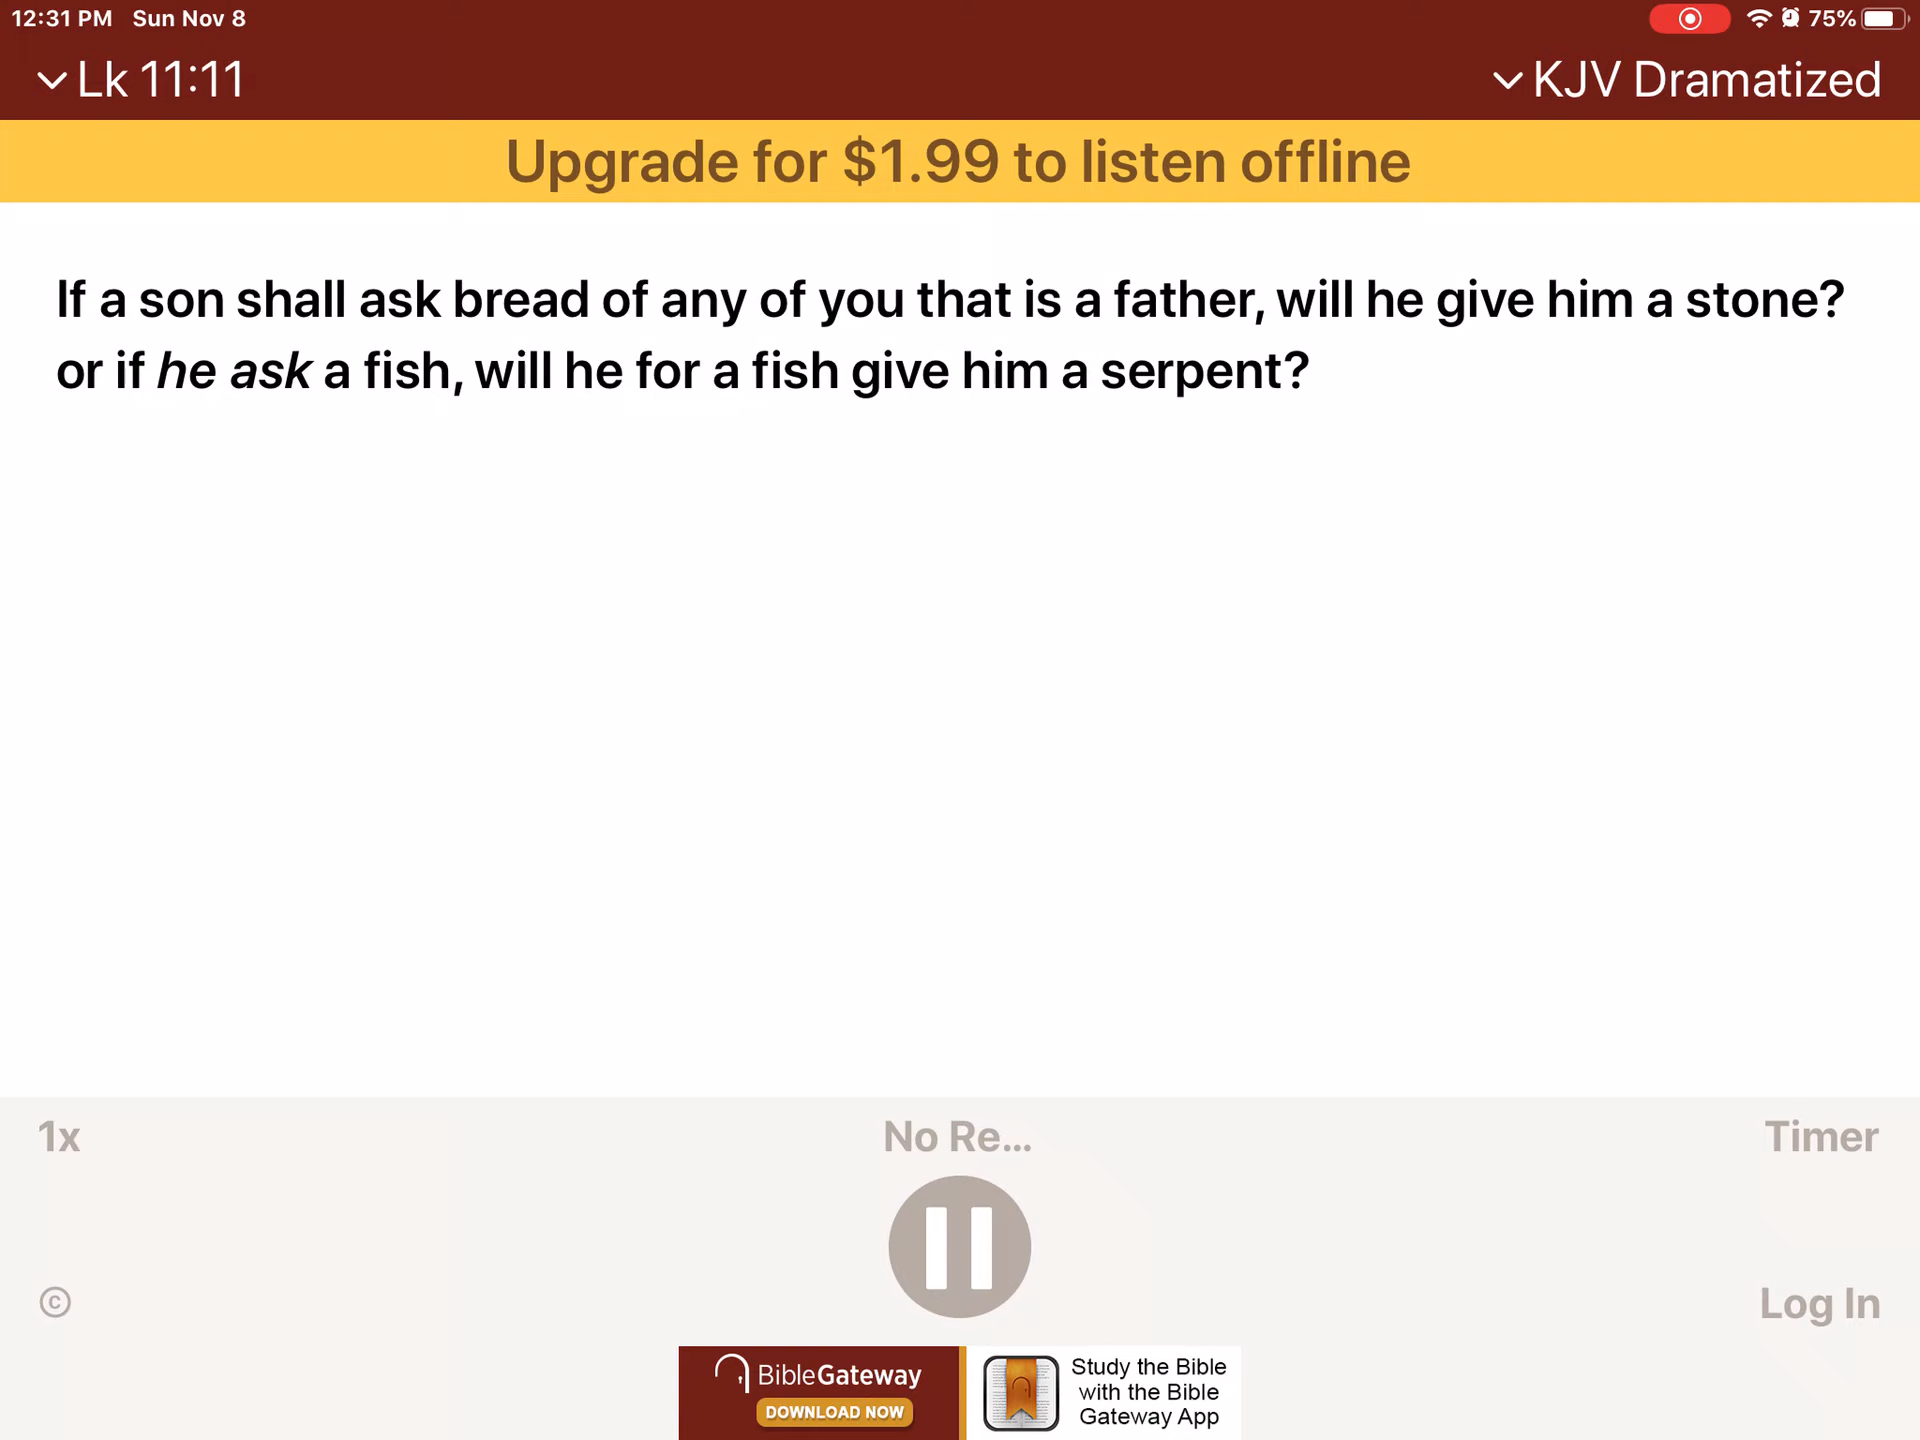 12:31 PM Sun Nov 8 75%
Lk 11:11 KJV Dramatized
Upgrade for $1.99 to listen offline
If a son shall ask bread of any of you that is a father, will he give him a stone?
or if he ask a fish, will he for a fish give him a serpent?
1x No Re... Timer
© Log In
BibleGateway
DOWNLOAD NOW
Study the Bible
with the Bible
Gateway App